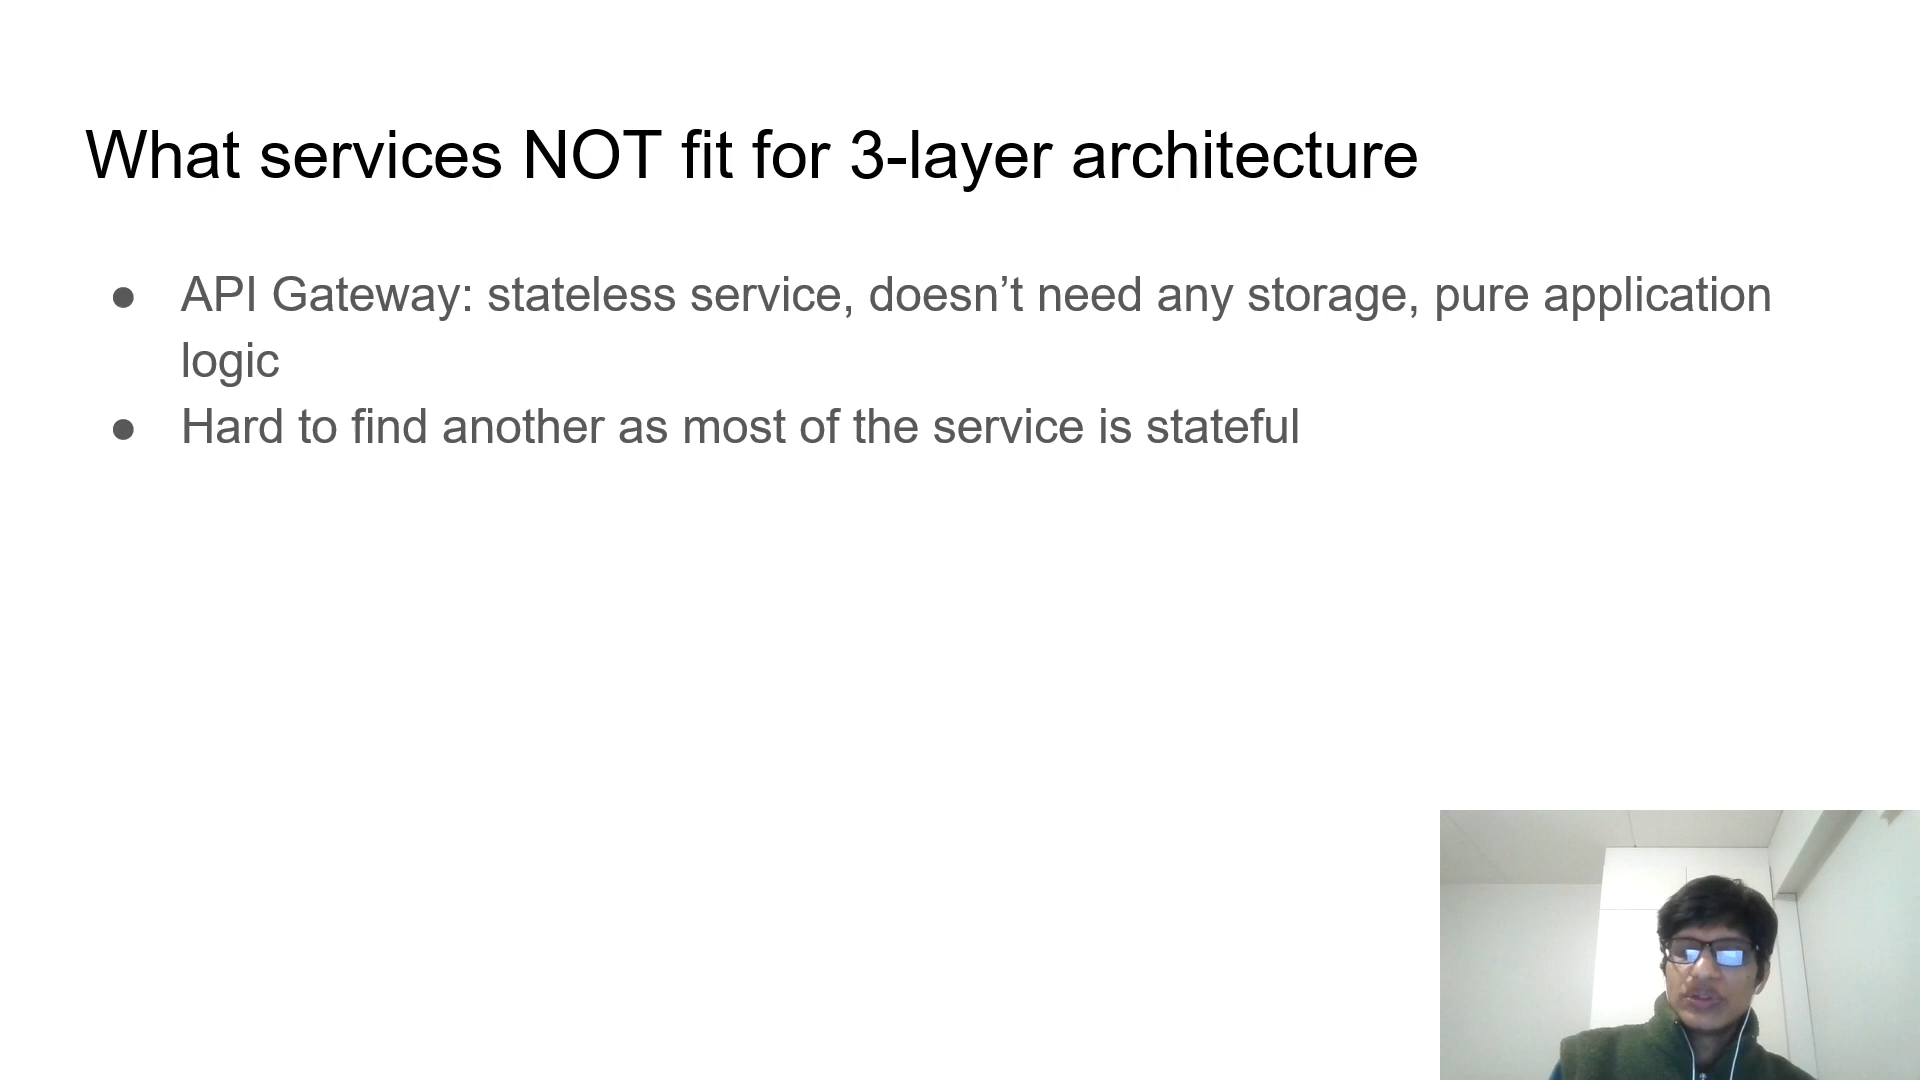 What services NOT fit for 3-layer architecture
● API Gateway: stateless service, doesn’t need any storage, pure application
logic
● Hard to find another as most of the service is stateful